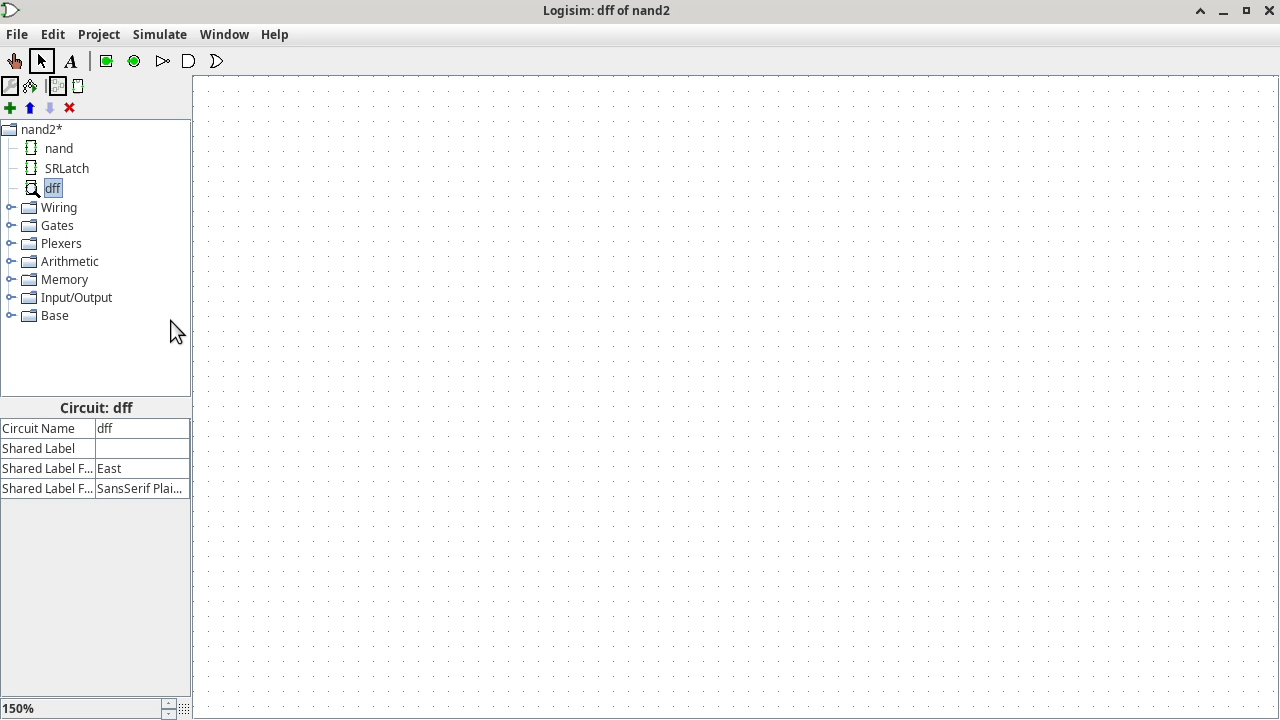 Logisim: dff of nand2
File Edit Project Simulate Window Help
A
nand2*
nand
SRLatch
dff
Wiring
Gates
Plexers
Arithmetic
Memory
Input/Output
Base
Circuit: dff
Circuit Name dff
Shared Label
Shared Label F... East
Shared Label F... SansSerif Plai...
150%